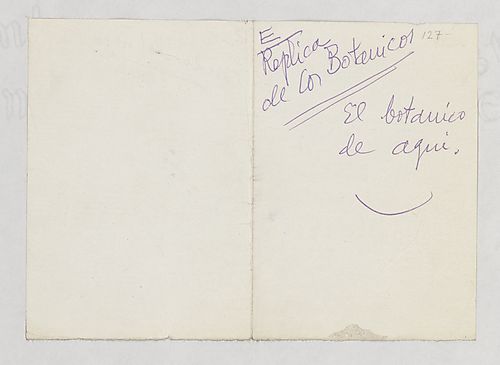 E
Replica
de Los Botanicos
127-
El botanico
de aqui.